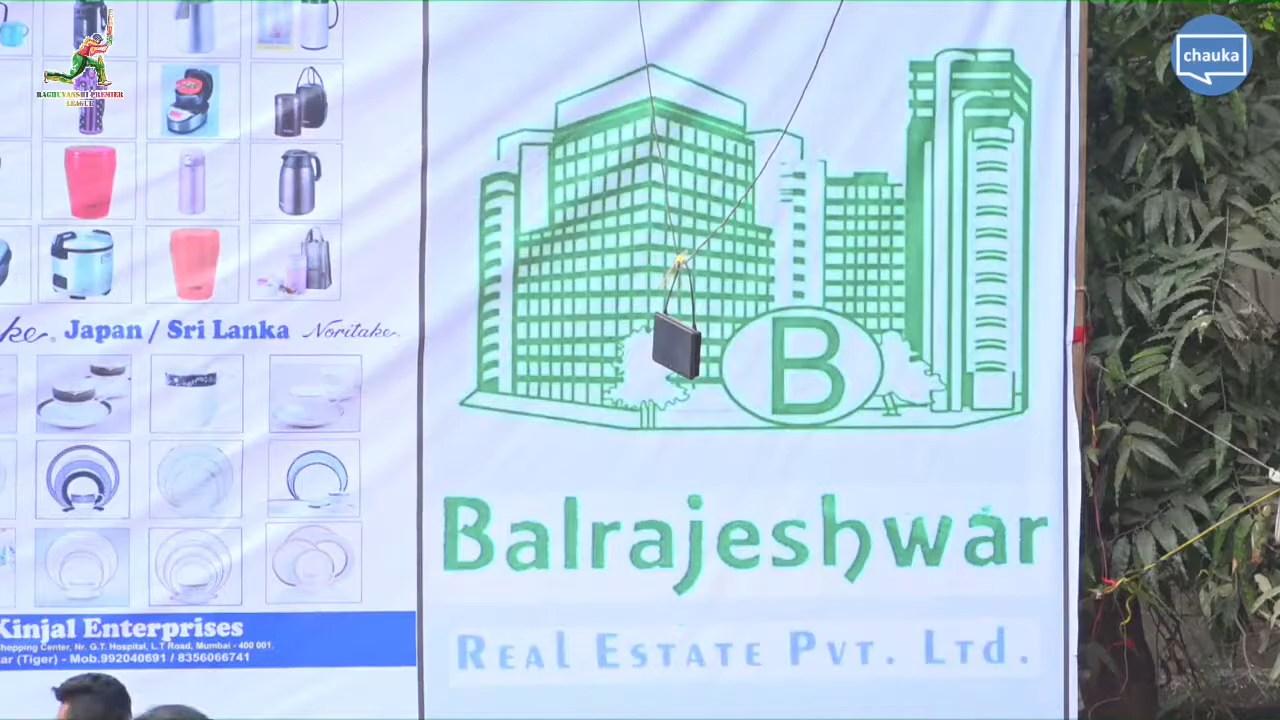 RAGHUVANSHI PREMIER
LEAGUE
chauka
Japan / Sri Lanka Noritake
B
Balrajeshwar
Real Estate Pvt. Ltd.
Kinjal Enterprises
Shopping Center, Nr. G.T. Hospital, L.T Road, Mumbai - 400 001.
(Tiger) - Mob.992040691 / 8356066741